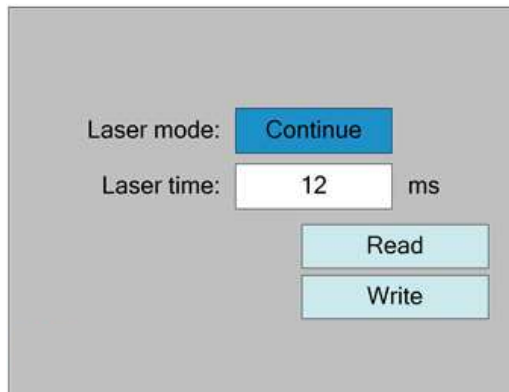 Laser mode: Continue
Laser time: 12 ms
Read
Write